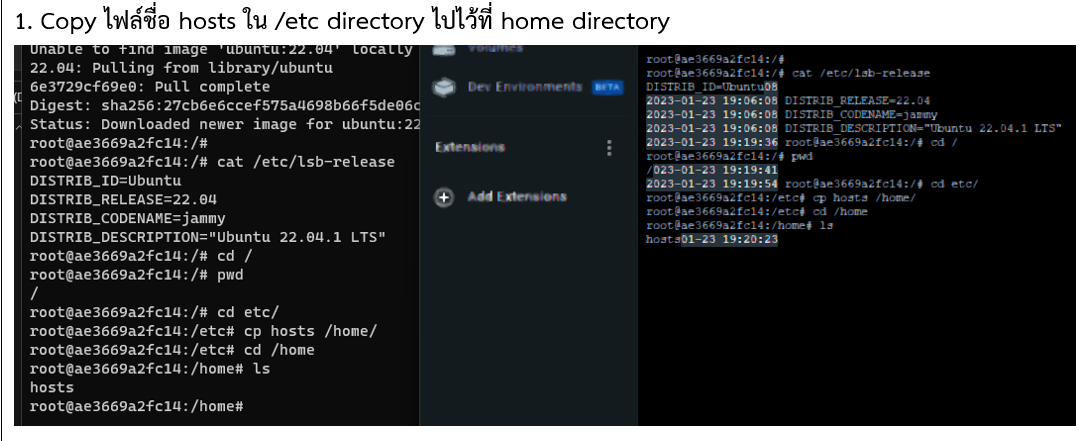 1. Copy ไฟล์ชื่อ hosts ใน /etc directory ไปไว้ที่ home directory
Unable to find image 'ubuntu:22.04' locally
22.04: Pulling from library/ubuntu
6e3729cf69e0: Pull complete
Digest: sha256:27cb6e6ccef575a4698b66f5de06c
Status: Downloaded newer image for ubuntu:22
root@ae3669a2fc14:/#
root@ae3669a2fc14:/# cat /etc/lsb-release
DISTRIB_ID=Ubuntu
DISTRIB_RELEASE=22.04
DISTRIB_CODENAME=jammy
DISTRIB_DESCRIPTION="Ubuntu 22.04.1 LTS"
root@ae3669a2fc14:/# cd /
root@ae3669a2fc14:/# pwd
/
root@ae3669a2fc14:/# cd etc/
root@ae3669a2fc14:/etc# cp hosts /home/
root@ae3669a2fc14:/etc# cd /home
root@ae3669a2fc14:/home# ls
hosts
root@ae3669a2fc14:/home#
Volumes
Dev Environments BETA
Extensions
Add Extensions
root@ae3669a2fc14:/#
root@ae3669a2fc14:/# cat /etc/lsb-release
DISTRIB_ID=Ubuntu08
2023-01-23 19:06:08 DISTRIB_RELEASE=22.04
2023-01-23 19:06:08 DISTRIB_CODENAME=jammy
2023-01-23 19:06:08 DISTRIB_DESCRIPTION="Ubuntu 22.04.1 LTS"
2023-01-23 19:19:36 root@ae3669a2fc14:/# cd /
root@ae3669a2fc14:/# pwd
/023-01-23 19:19:41
2023-01-23 19:19:54 root@ae3669a2fc14:/# cd etc/
root@ae3669a2fc14:/etc# cp hosts /home/
root@ae3669a2fc14:/etc# cd /home
root@ae3669a2fc14:/home# ls
hosts01-23 19:20:23